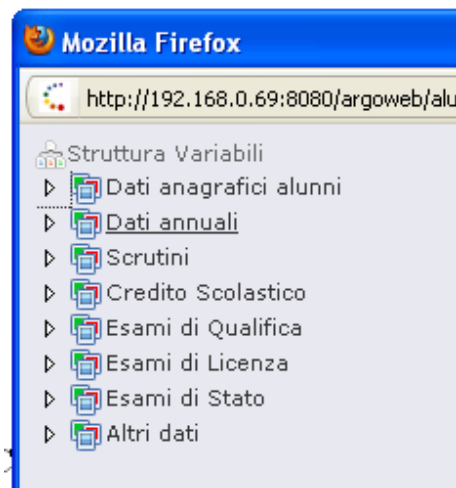 Mozilla Firefox
http://192.168.0.69:8080/argoweb/alu
Struttura Variabili
Dati anagrafici alunni
Dati annuali
Scrutini
Credito Scolastico
Esami di Qualifica
Esami di Licenza
Esami di Stato
Altri dati